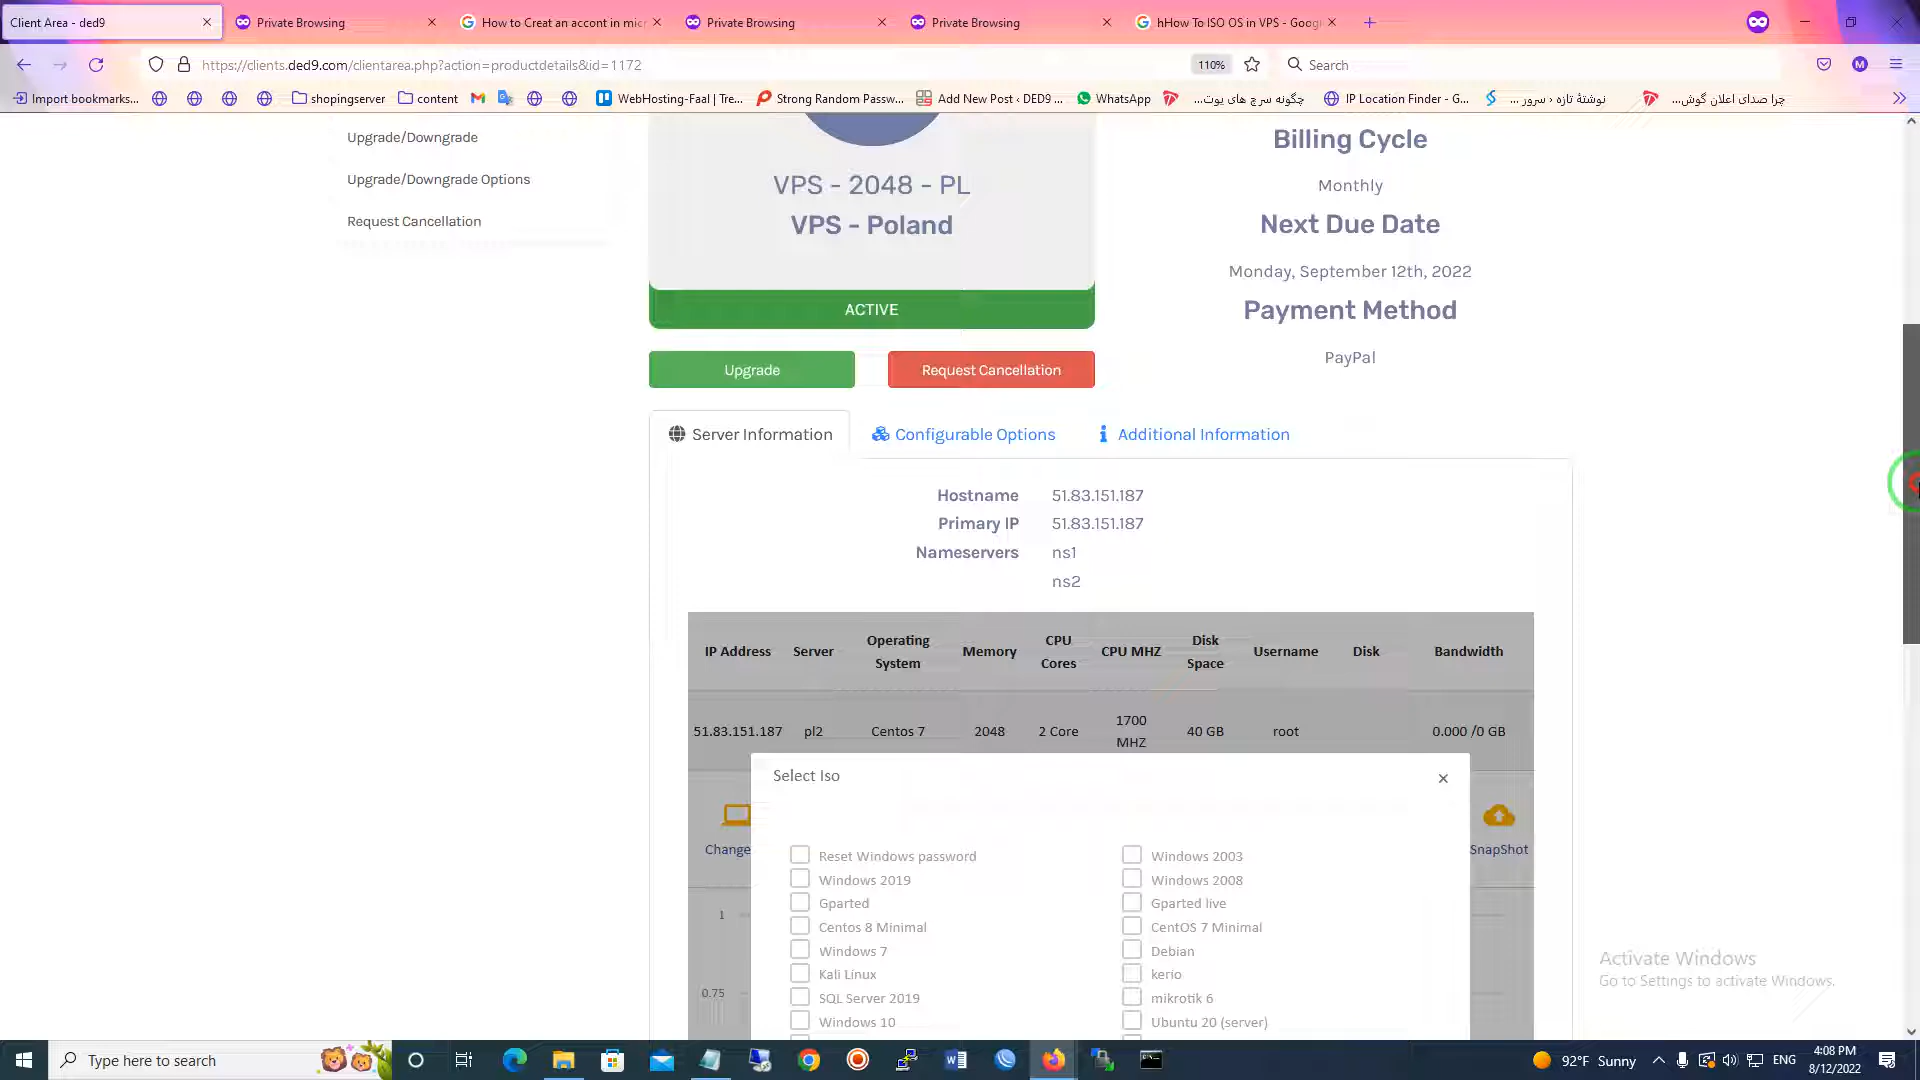 Client Area - ded9
Private Browsing
How to Creat an accont in micr
Private Browsing
Private Browsing
hHow To ISO OS in VPS - Goog
https://clients.ded9.com/clientarea.php?action=productdetails&id=1172
110%
Search
M
Import bookmarks...
shopingserver
content
WebHosting-Faal | Tre...
Strong Random Passw...
Add New Post ‹ DED9 ...
WhatsApp
چگونه سرچ های یوت...
IP Location Finder - G...
نوشتهٔ تازه ‹ سرور ...
چرا صدای اعلان گوش...
Upgrade/Downgrade
Upgrade/Downgrade Options
Request Cancellation
VPS - 2048 - PL
VPS - Poland
ACTIVE
Upgrade
Request Cancellation
Billing Cycle
Monthly
Next Due Date
Monday, September 12th, 2022
Payment Method
PayPal
Server Information
Configurable Options
Additional Information
Hostname 51.83.151.187
Primary IP 51.83.151.187
Nameservers ns1
ns2
IP Address Server Operating System Memory CPU Cores CPU MHZ Disk Space Username Disk Bandwidth
51.83.151.187 pl2 Centos 7 2048 2 Core 1700 MHZ 40 GB root 0.000 /0 GB
Change
SnapShot
1
0.75
Select Iso
×
Reset Windows password
Windows 2003
Windows 2019
Windows 2008
Gparted
Gparted live
Centos 8 Minimal
CentOS 7 Minimal
Windows 7
Debian
Kali Linux
kerio
SQL Server 2019
mikrotik 6
Windows 10
Ubuntu 20 (server)
Activate Windows
Go to Settings to activate Windows.
Type here to search
92°F Sunny
ENG
4:08 PM
8/12/2022